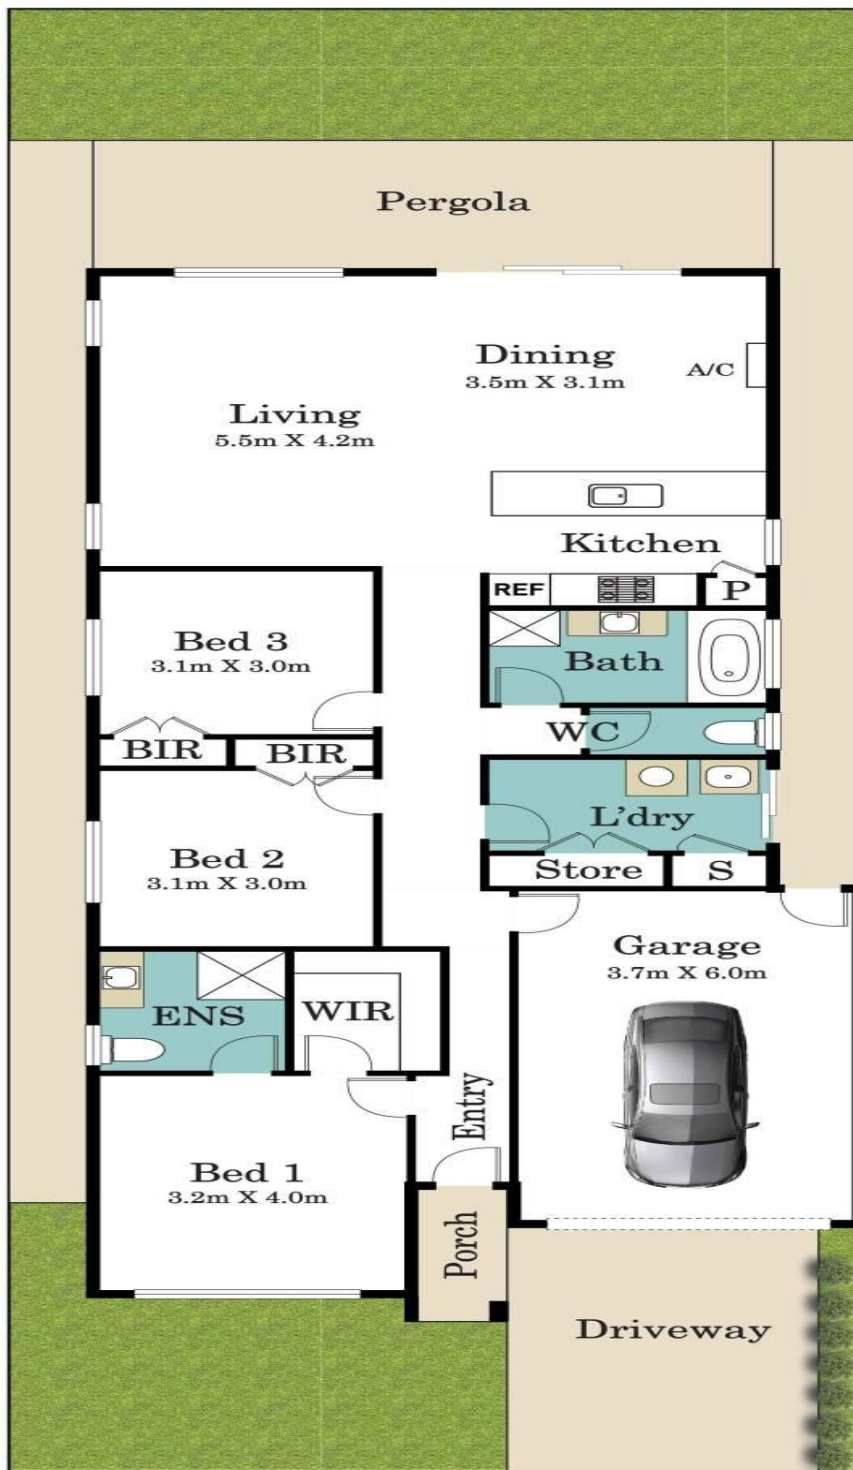 Pergola
Dining
3.5m X 3.1m
A/C
Living
5.5m X 4.2m
Kitchen
REF
P
Bed 3
3.1m X 3.0m
Bath
WC
BIR
BIR
L'dry
Bed 2
3.1m X 3.0m
Store
S
Garage
3.7m X 6.0m
ENS
WIR
Entry
Bed 1
3.2m X 4.0m
Porch
Driveway